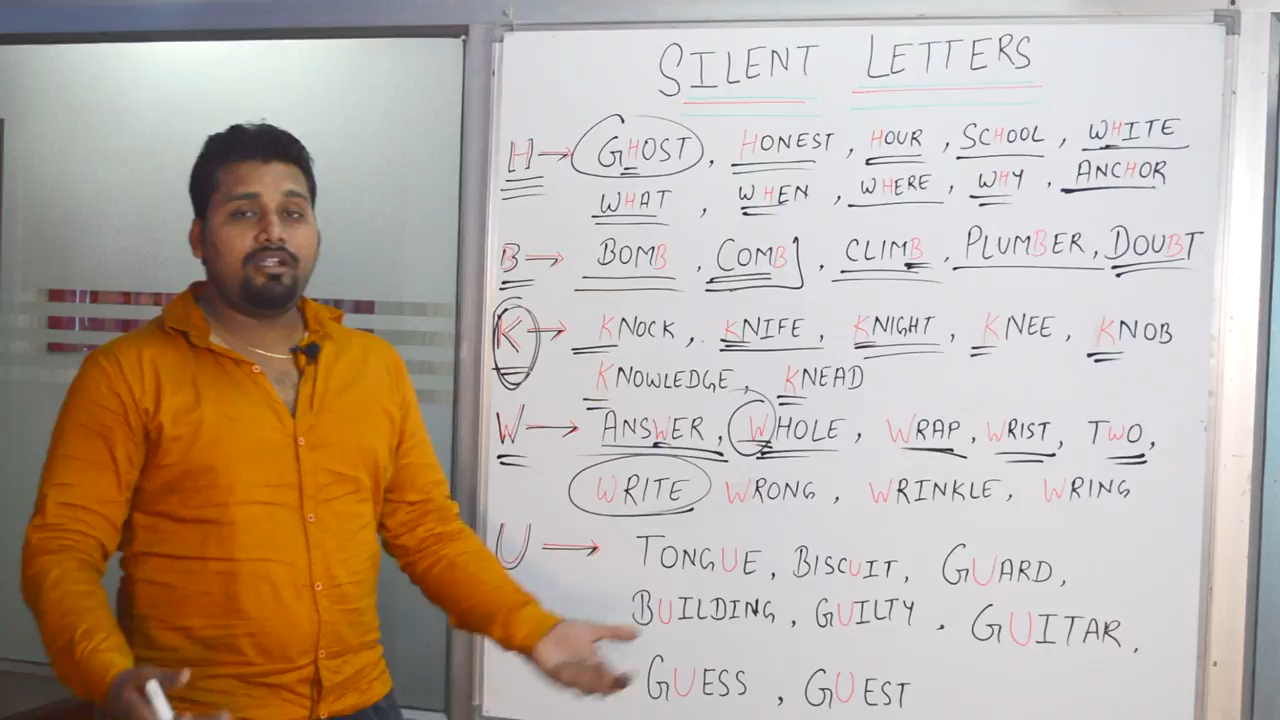 SILENT LETTERS
H → GHOST, HONEST, HOUR, SCHOOL, WHITE
WHAT, WHEN, WHERE, WHY, ANCHOR
B → BOMB, COMB, CLIMB, PLUMBER, DOUBT
K → KNOCK, KNIFE, KNIGHT, KNEE, KNOB
KNOWLEDGE, KNEAD
W → ANSWER, WHOLE, WRAP, WRIST, TWO,
WRITE WRONG, WRINKLE, WRING
U → TONGUE, BISCUIT, GUARD,
BUILDING, GUILTY, GUITAR,
GUESS, GUEST